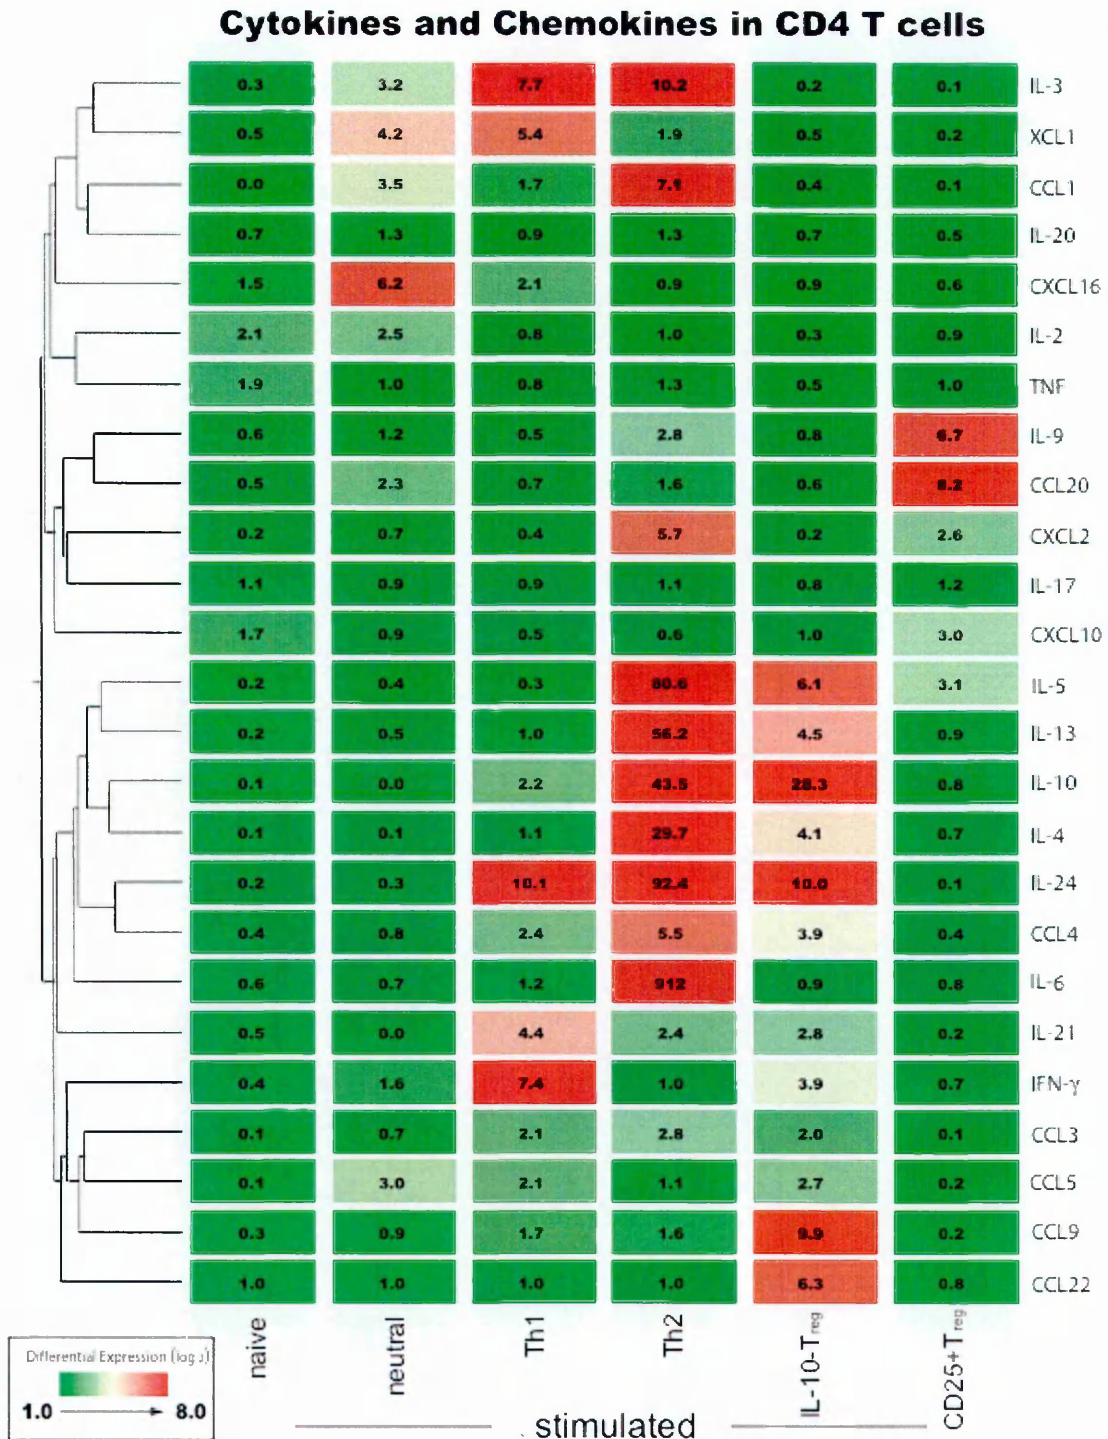 Cytokines and Chemokines in CD4 T cells
0.3 3.2 7.7 10.2 0.2 0.1 IL-3
0.5 4.2 5.4 1.9 0.5 0.2 XCL1
0.0 3.5 1.7 7.1 0.4 0.1 CCL1
0.7 1.3 0.9 1.3 0.7 0.5 IL-20
1.5 6.2 2.1 0.9 0.9 0.6 CXCL16
2.1 2.5 0.8 1.0 0.3 0.9 IL-2
1.9 1.0 0.8 1.3 0.5 1.0 TNF
0.6 1.2 0.5 2.8 0.8 6.7 IL-9
0.5 2.3 0.7 1.6 0.6 8.2 CCL20
0.2 0.7 0.4 5.7 0.2 2.6 CXCL2
1.1 0.9 0.9 1.1 0.8 1.2 IL-17
1.7 0.9 0.5 0.6 1.0 3.0 CXCL10
0.2 0.4 0.3 80.6 6.1 3.1 IL-5
0.2 0.5 1.0 56.2 4.5 0.9 IL-13
0.1 0.0 2.2 43.5 28.3 0.8 IL-10
0.1 0.1 1.1 29.7 4.1 0.7 IL-4
0.2 0.3 10.1 92.4 10.0 0.1 IL-24
0.4 0.8 2.4 5.5 3.9 0.4 CCL4
0.6 0.7 1.2 912 0.9 0.8 IL-6
0.5 0.0 4.4 2.4 2.8 0.2 IL-21
0.4 1.6 7.4 1.0 3.9 0.7 IFN-γ
0.1 0.7 2.1 2.8 2.0 0.1 CCL3
0.1 3.0 2.1 1.1 2.7 0.2 CCL5
0.3 0.9 1.7 1.6 9.9 0.2 CCL9
1.0 1.0 1.0 1.0 6.3 0.8 CCL22
naive neutral Th1 Th2 IL-10-Treg CD25+Treg
Differential Expression (log
1.0 8.0
stimulated